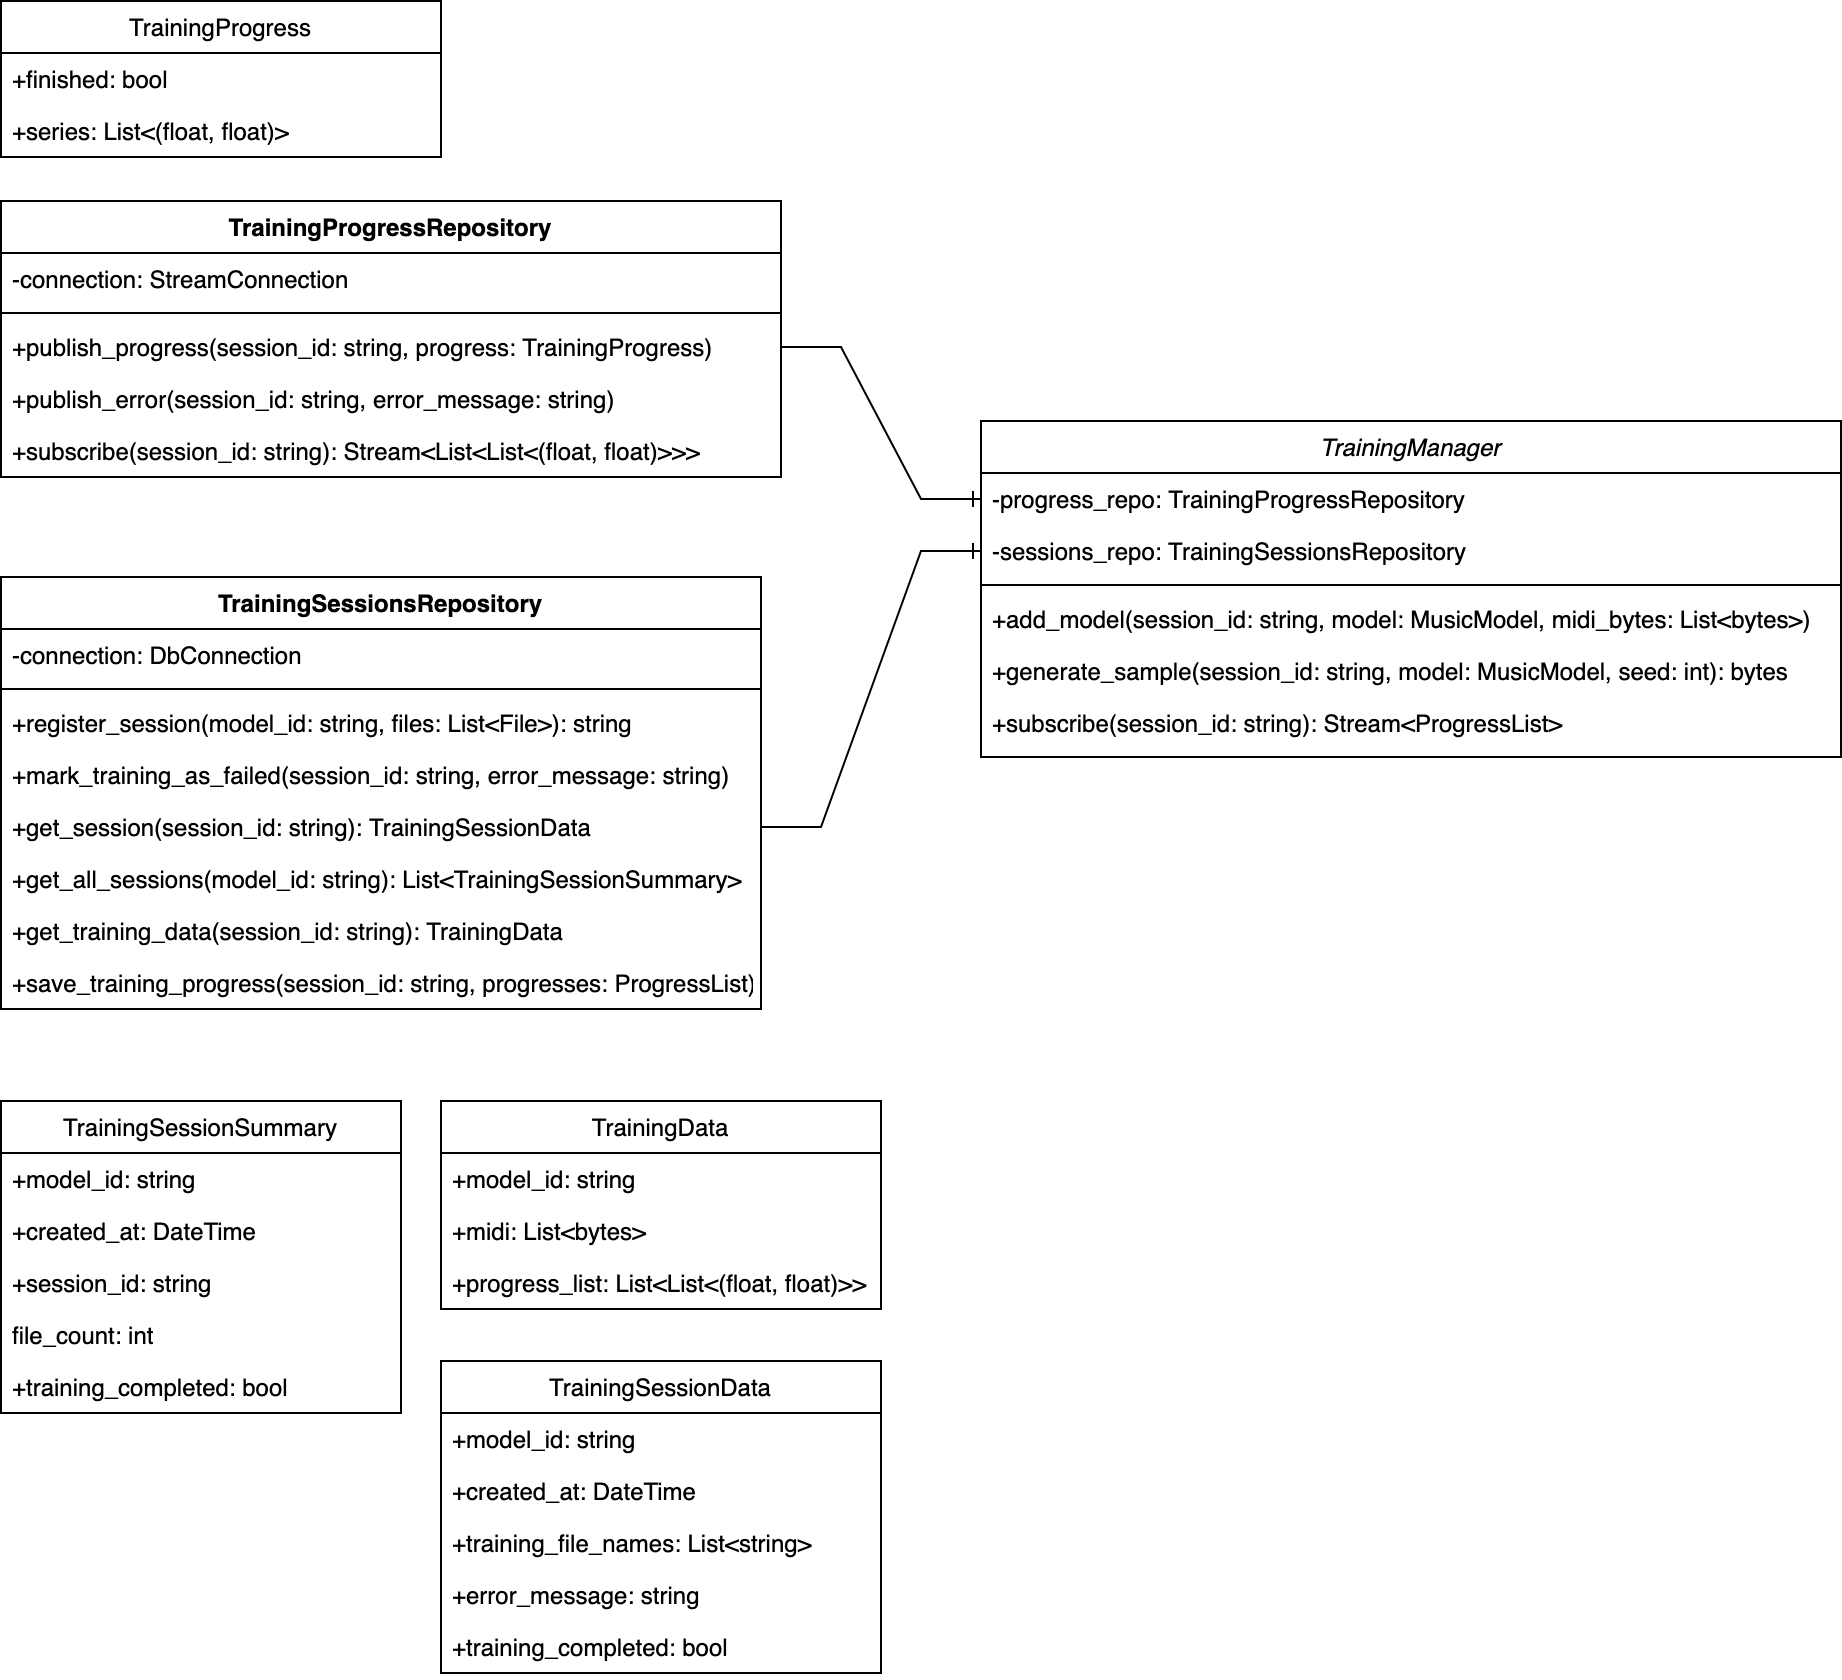 TrainingProgress
+finished: bool
+series: List<(float, float)>
TrainingProgressRepository
-connection: StreamConnection
+publish_progress(session_id: string, progress: TrainingProgress)
+publish_error(session_id: string, error_message: string)
+subscribe(session_id: string): Stream<List<List<(float, float)>>>
TrainingManager
-progress_repo: TrainingProgressRepository
-sessions_repo: TrainingSessionsRepository
+add_model(session_id: string, model: MusicModel, midi_bytes: List<bytes>)
+generate_sample(session_id: string, model: MusicModel, seed: int): bytes
+subscribe(session_id: string): Stream<ProgressList>
TrainingSessionsRepository
-connection: DbConnection
+register_session(model_id: string, files: List<File>): string
+mark_training_as_failed(session_id: string, error_message: string)
+get_session(session_id: string): TrainingSessionData
+get_all_sessions(model_id: string): List<TrainingSessionSummary>
+get_training_data(session_id: string): TrainingData
+save_training_progress(session_id: string, progresses: ProgressList)
TrainingSessionSummary
+model_id: string
+created_at: DateTime
+session_id: string
file_count: int
+training_completed: bool
TrainingData
+model_id: string
+midi: List<bytes>
+progress_list: List<List<(float, float)>>
TrainingSessionData
+model_id: string
+created_at: DateTime
+training_file_names: List<string>
+error_message: string
+training_completed: bool